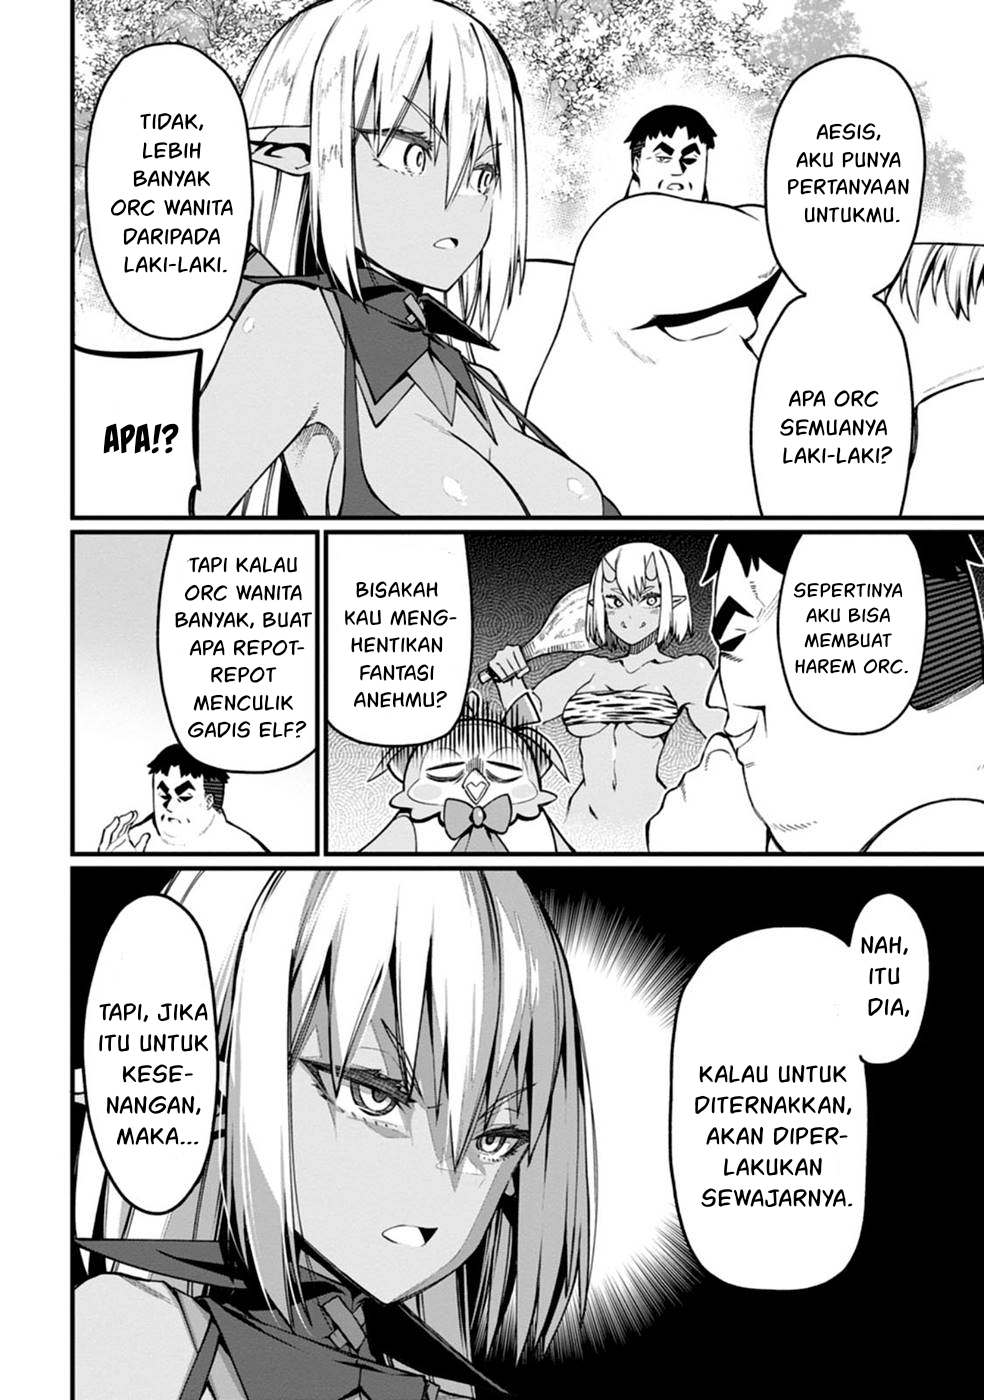 AESIS,
AKU PUNYA
PERTANYAAN
UNTUKMU.
APA ORC
SEMUANYA
LAKI-LAKI?
TIDAK,
LEBIH
BANYAK
ORC WANITA
DARIPADA
LAKI-LAKI.
APA!?
SEPERTINYA
AKU BISA
MEMBUAT
HAREM ORC.
BISAKAH
KAU MENG-
HENTIKAN
FANTASI
ANEHMU?
TAPI KALAU
ORC WANITA
BANYAK, BUAT
APA REPOT-
REPOT
MENCULIK
GADIS ELF?
NAH,
ITU
DIA,
KALAU UNTUK
DITERNAKKAN,
AKAN DIPER-
LAKUKAN
SEWAJARNYA.
TAPI, JIKA
ITU UNTUK
KESE-
NANGAN,
MAKA...